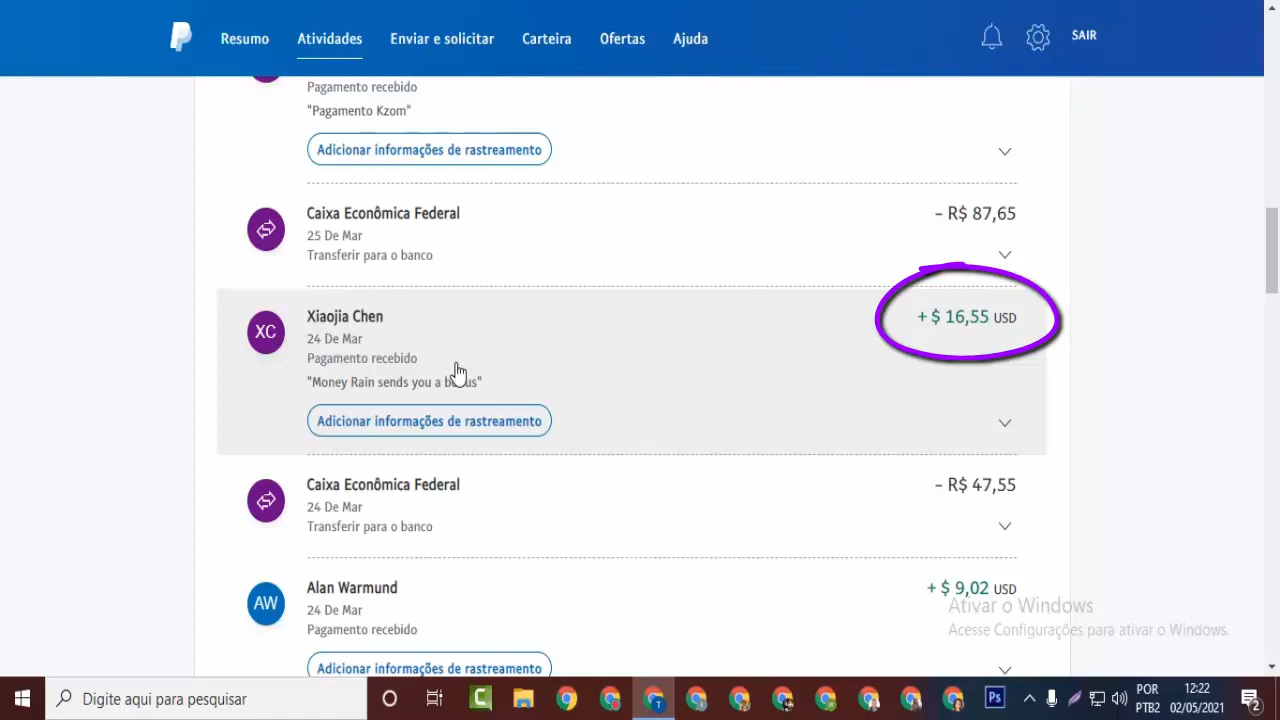 Resumo Atividades Enviar e solicitar Carteira Ofertas Ajuda SAIR
Pagamento recebido
"Pagamento Kzom"
Adicionar informações de rastreamento
Caixa Econômica Federal - R$ 87,65
25 De Mar
Transferir para o banco
XC Xiaojia Chen + $ 16,55 USD
24 De Mar
Pagamento recebido
"Money Rain sends you a bonus"
Adicionar informações de rastreamento
Caixa Econômica Federal - R$ 47,55
24 De Mar
Transferir para o banco
AW Alan Warmund + $ 9,02 USD
24 De Mar
Pagamento recebido
Adicionar informações de rastreamento
Ativar o Windows
Acesse Configurações para ativar o Windows.
Digite aqui para pesquisar
Ps
POR
PTB2
12:22
02/05/2021
2